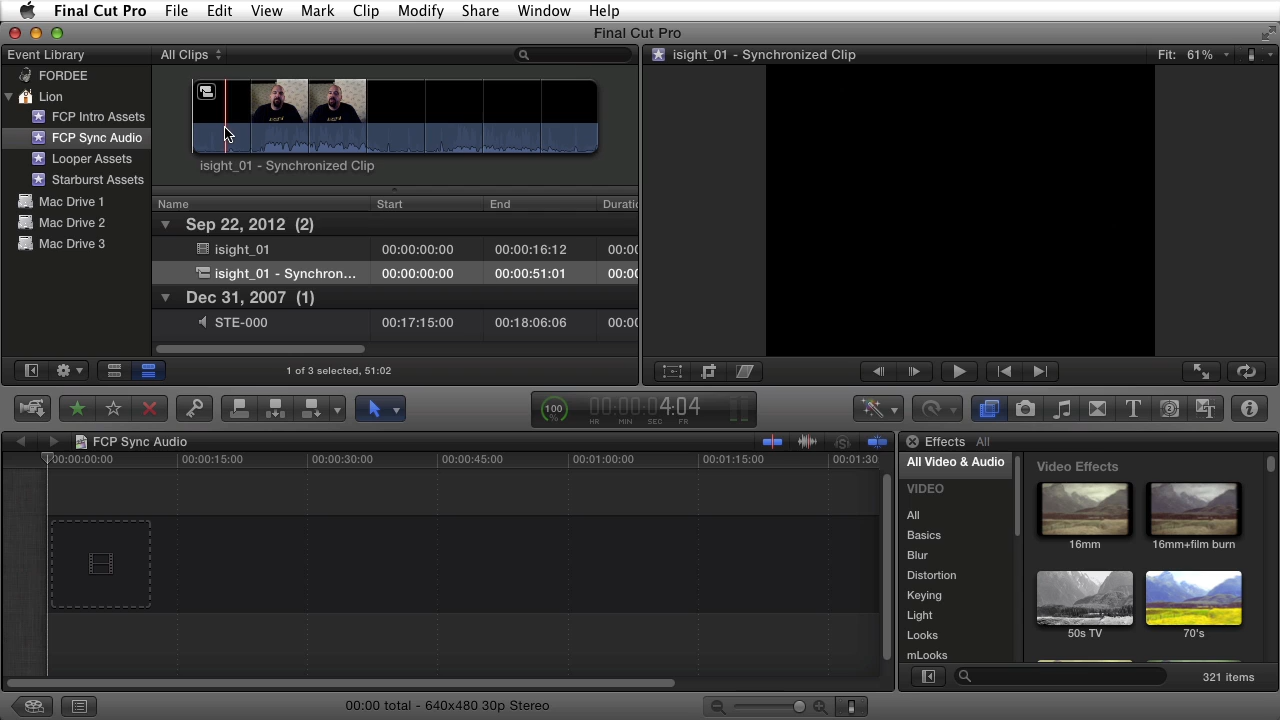 Final Cut Pro File Edit View Mark Clip Modify Share Window Help
Final Cut Pro
Event Library
All Clips
isight_01 - Synchronized Clip
Fit: 61%
FORDEE
Lion
FCP Intro Assets
FCP Sync Audio
Looper Assets
Starburst Assets
Mac Drive 1
Mac Drive 2
Mac Drive 3
isight_01 - Synchronized Clip
Name Start End Duratic
Sep 22, 2012 (2)
isight_01 00:00:00:00 00:00:16:12 00:00
isight_01 - Synchron... 00:00:00:00 00:00:51:01 00:00
Dec 31, 2007 (1)
STE-000 00:17:15:00 00:18:06:06 00:00
1 of 3 selected, 51:02
100 % 00:00:04:04
HR MIN SEC FR
FCP Sync Audio
00:00:00:00 00:00:15:00 00:00:30:00 00:00:45:00 00:01:00:00 00:01:15:00 00:01:30
Effects All
All Video & Audio
VIDEO
All
Basics
Blur
Distortion
Keying
Light
Looks
mLooks
Video Effects
16mm
16mm+film burn
50s TV
70's
321 items
00:00 total - 640x480 30p Stereo